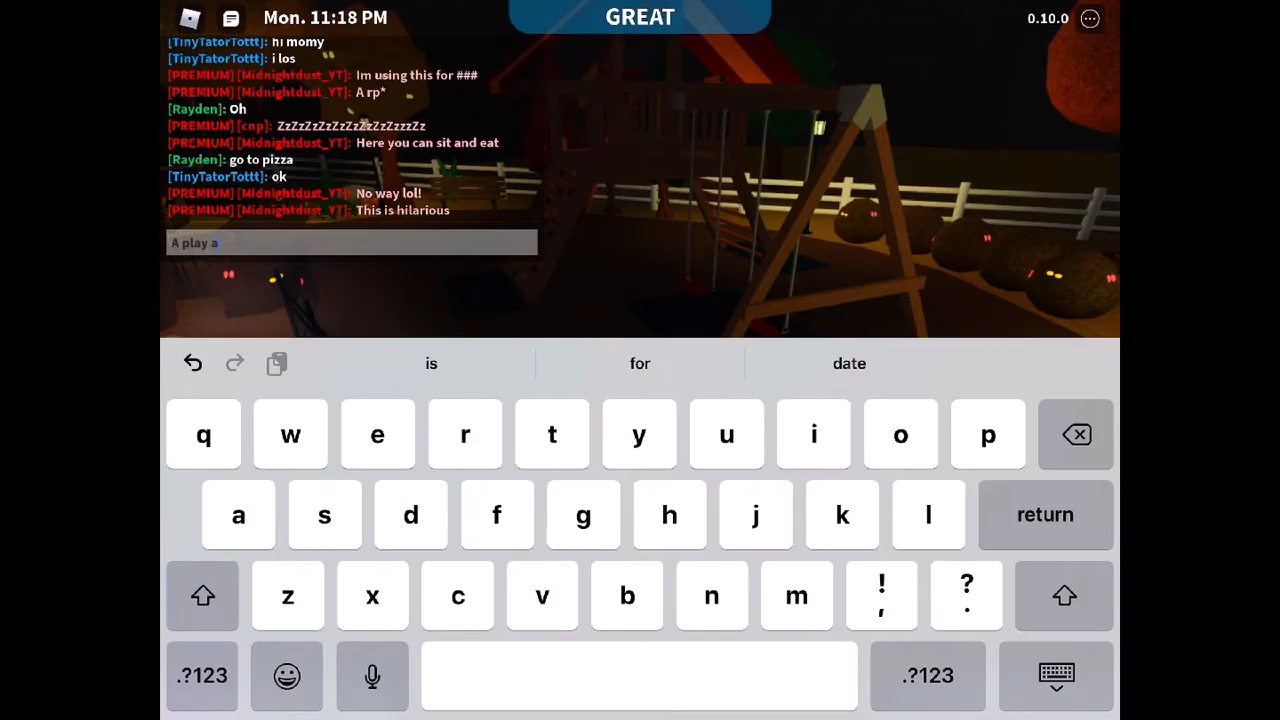 Mon. 11:18 PM
GREAT
0.10.0
[TinyTatorTottt]: hi momy
[TinyTatorTottt]: i los
[PREMIUM] [Midnightdust_YT]: Im using this for ###
[PREMIUM] [Midnightdust_YT]: A rp*
[Rayden]: Oh
[PREMIUM] [cnp]: ZzZzZzZzZzZzZzZzZzzzZz
[PREMIUM] [Midnightdust_YT]: Here you can sit and eat
[Rayden]: go to pizza
[TinyTatorTottt]: ok
[PREMIUM] [Midnightdust_YT]: No way lol!
[PREMIUM] [Midnightdust_YT]: This is hilarious
A play a
is for date
q w e r t y u i o p
a s d f g h j k l return
z x c v b n m ! , ? .
.?123 .?123